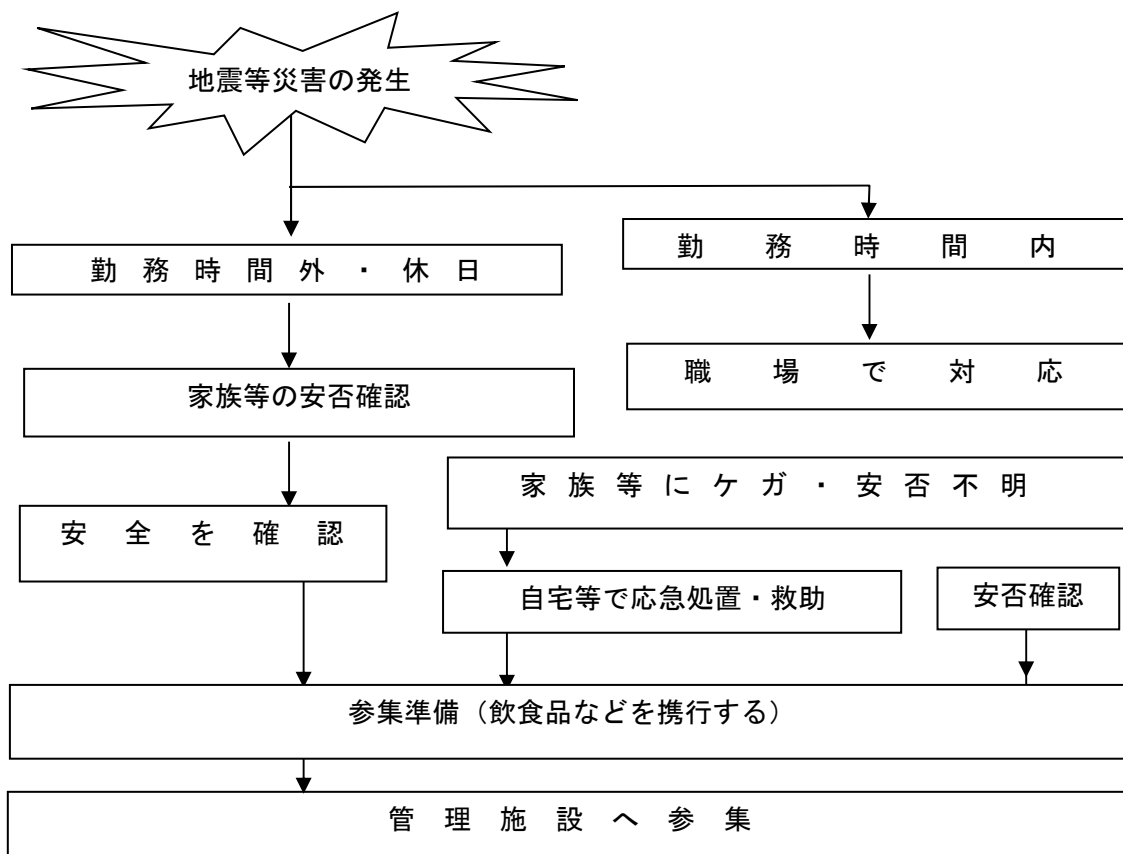 地震等災害の発生
勤務時間内
勤務時間外・休日
職場で対応
家族等の安否確認
家族等にケガ・安否不明
安全を確認
自宅等で応急処置・救助
安否確認
参集準備（飲食品などを携行する）
管理施設へ参集